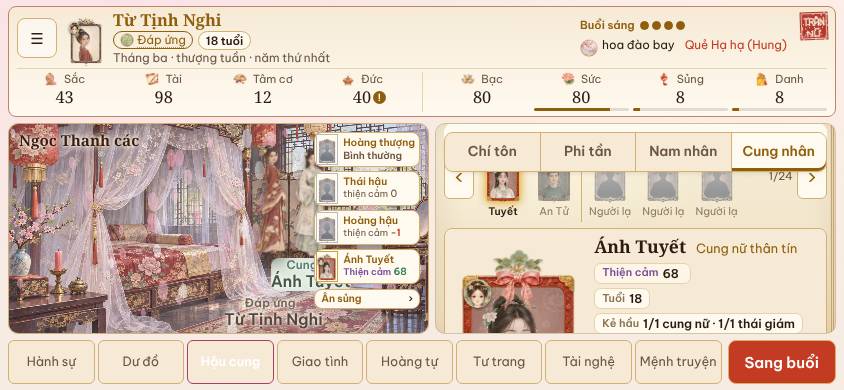 Từ Tịnh Nghi
Đáp ứng 18 tuổi
Tháng ba · thượng tuần · năm thứ nhất
Buổi sáng
hoa đào bay Quẻ Hạ hạ (Hung)
TRÂN NỮ
Sắc Tài Tâm cơ Đức Bạc Sức Sủng Danh
43 98 12 40 ! 80 80 8 8
Ngọc Thanh các
Hoàng thượng
Bình thường
Thái hậu
thiện cảm 0
Hoàng hậu
thiện cảm -1
Ánh Tuyết
Thiện cảm 68
Ân sủng ›
Cung
Ánh Tuyết
Đáp ứng
Từ Tịnh Nghi
Chí tôn Phi tần Nam nhân Cung nhân
‹ 1/24 ›
Tuyết An Tử Người lạ Người lạ Người lạ
Ánh Tuyết Cung nữ thân tín
Thiện cảm 68
Tuổi 18
Kẻ hầu 1/1 cung nữ · 1/1 thái giám
Hành sự Dư đồ Hậu cung Giao tình Hoàng tự Tư trang Tài nghệ Mệnh truyện Sang buổi